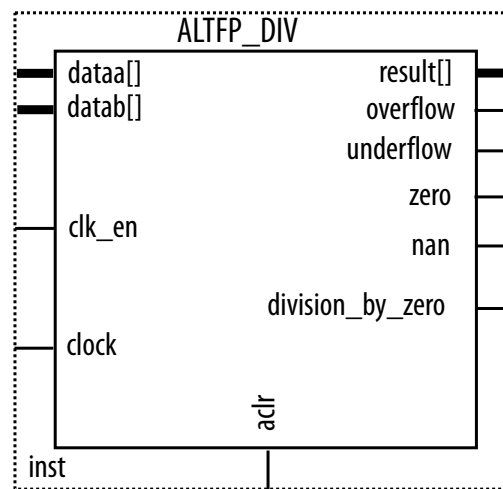 ALTFP_DIV
dataa[]
datab[]
clk_en
clock
result[]
overflow
underflow
zero
nan
division_by_zero
aclr
inst